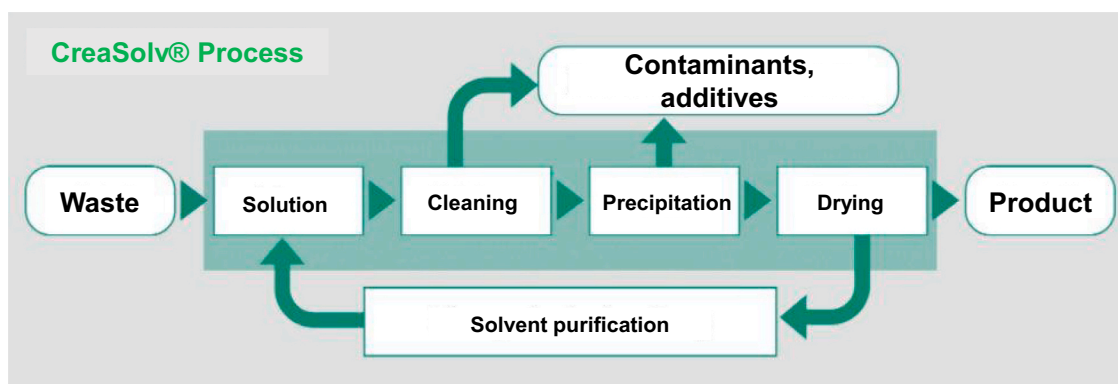 CreaSolv® Process
Contaminants,
additives
Waste
Solution
Cleaning
Precipitation
Drying
Product
Solvent purification